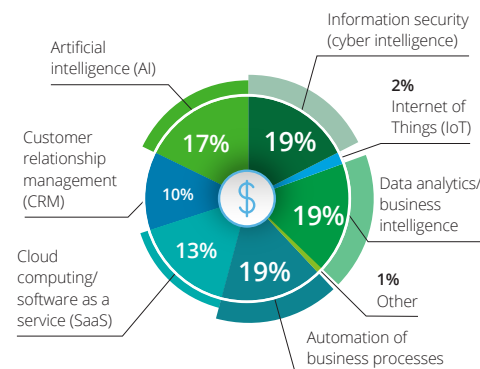 Information security
(cyber intelligence)
Artificial
intelligence (AI)
2%
Internet of
Things (IoT)
17%
19%
Customer
relationship
management
(CRM)
10%
$
19%
Data analytics/
business
intelligence
13%
19%
Cloud
computing/
software as a
service (SaaS)
1%
Other
Automation of
business processes